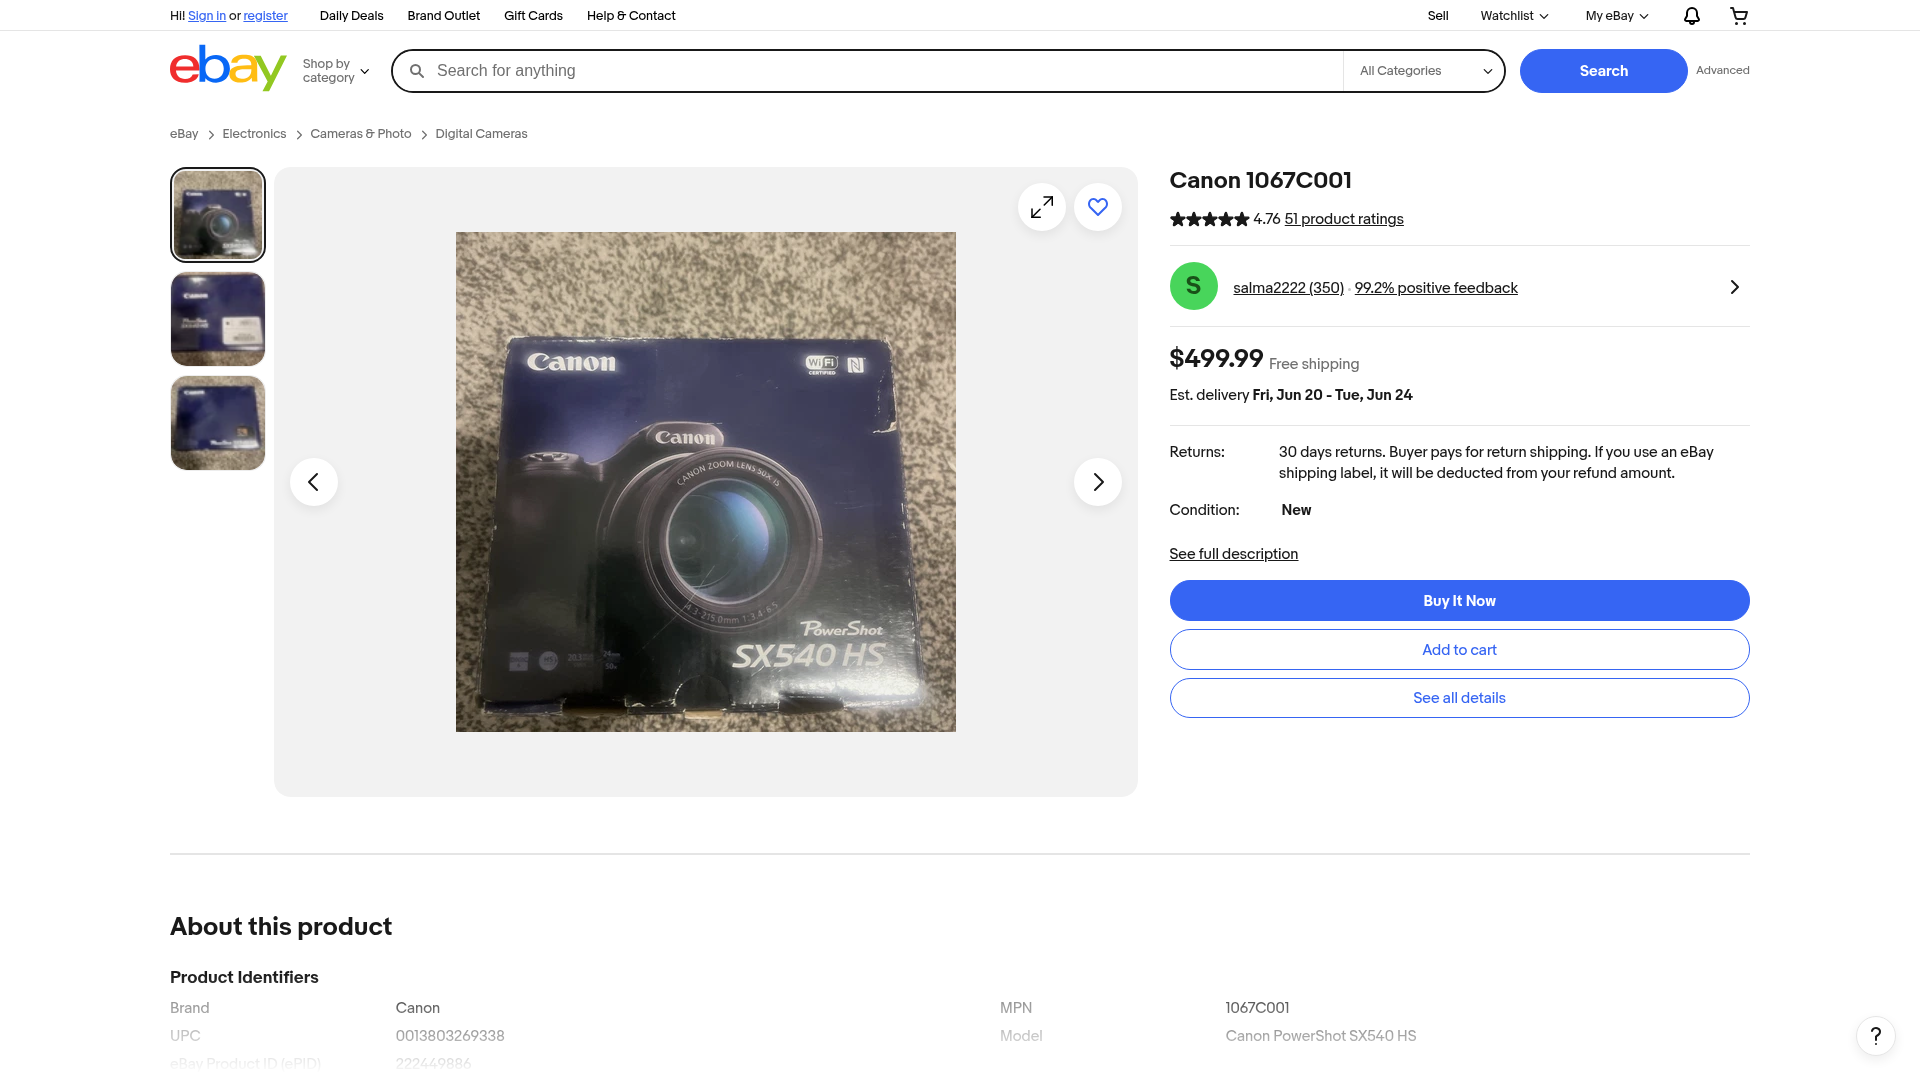 Hi! Sign in or register
Daily Deals
Brand Outlet
Gift Cards
Help & Contact
Sell
Watchlist
My eBay
ebay
Shop by
category
Search for anything
All Categories
Search
Advanced
eBay
Electronics
Cameras & Photo
Digital Cameras
Canon
WiFi
CERTIFIED
N
Canon
CANON ZOOM LENS 50x IS
4.3-215.0mm 1:3.4-6.5
PowerShot
SX540 HS
Canon 1067C001
4.76 51 product ratings
S
salma2222 (350) · 99.2% positive feedback
$499.99 Free shipping
Est. delivery Fri, Jun 20 - Tue, Jun 24
Returns:
30 days returns. Buyer pays for return shipping. If you use an eBay
shipping label, it will be deducted from your refund amount.
Condition:
New
See full description
Buy It Now
Add to cart
See all details
About this product
Product Identifiers
Brand
Canon
MPN
1067C001
UPC
0013803269338
Model
Canon PowerShot SX540 HS
eBay Product ID (ePID)
222449886
?